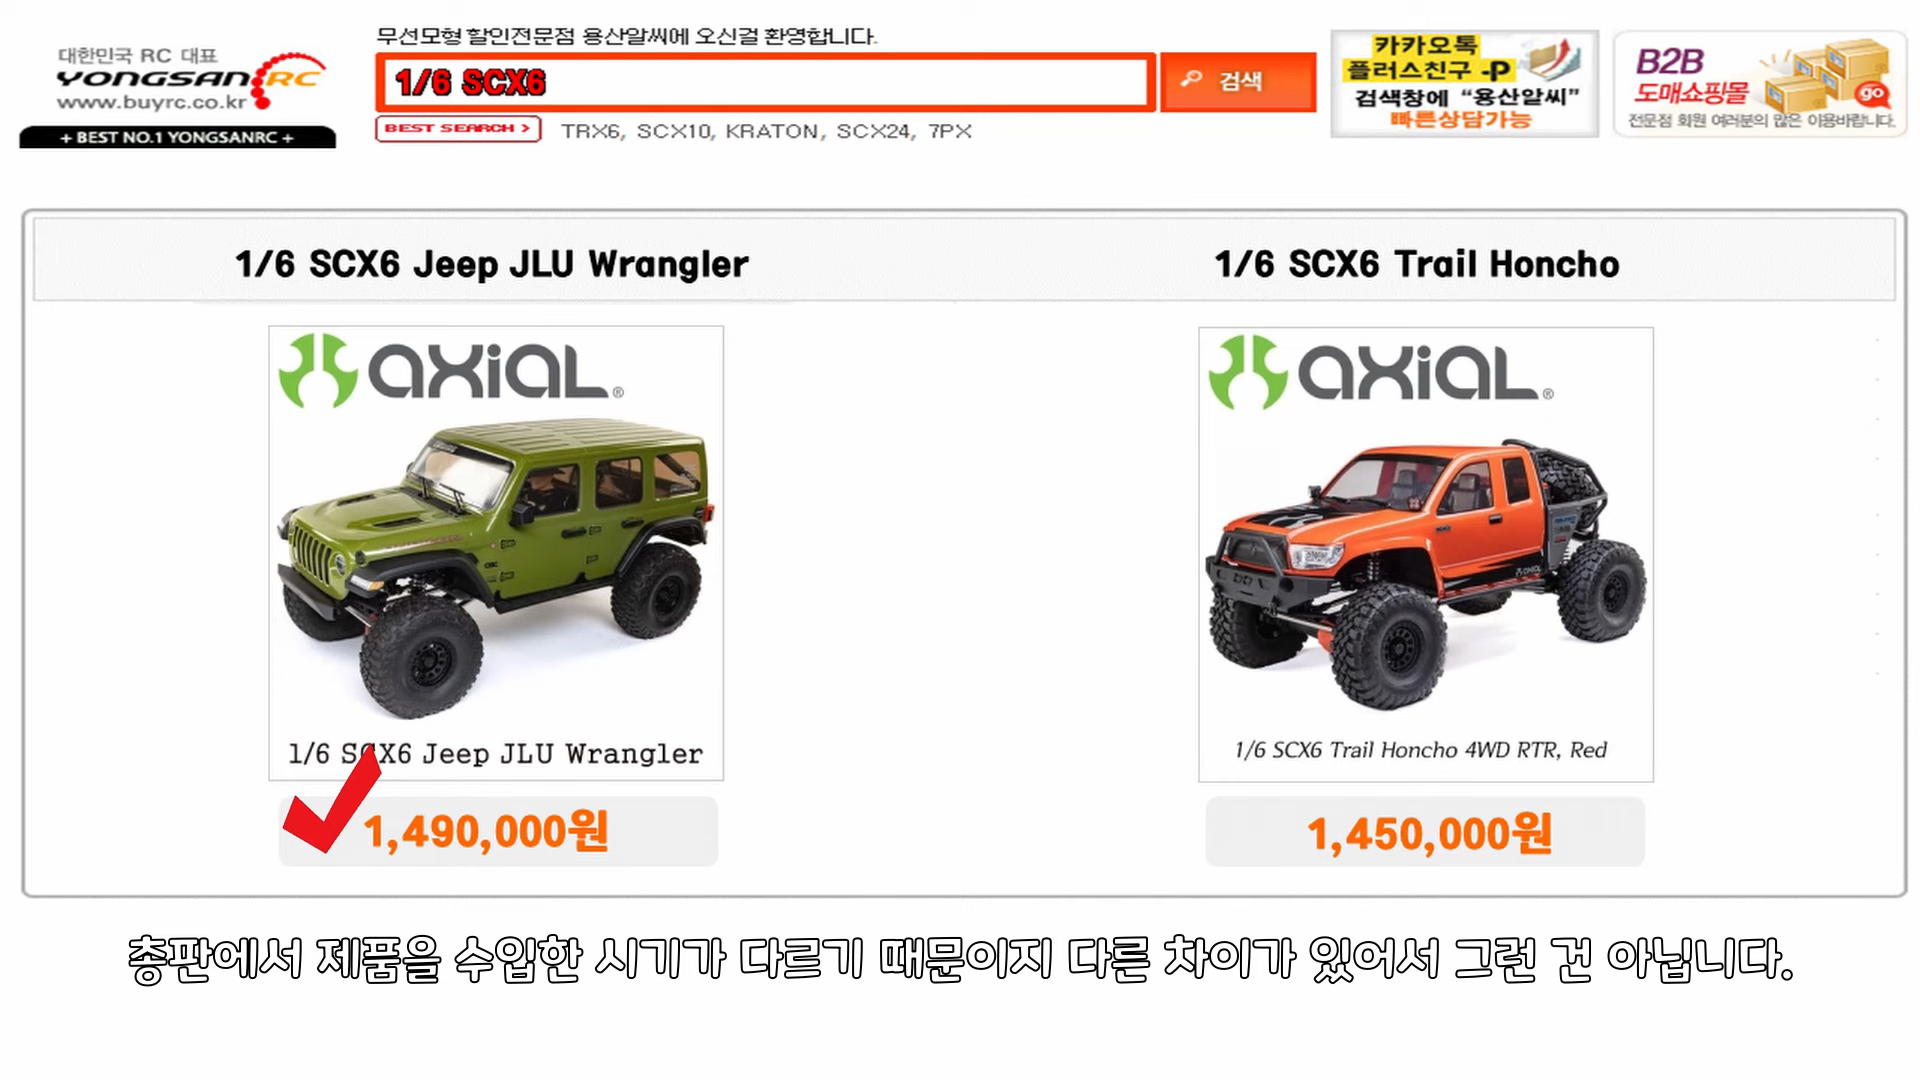 대한민국 RC 대표
YONGSAN RC
www.buyrc.co.kr
+ BEST NO.1 YONGSANRC +
무선모형 할인전문점 용산알씨에 오신걸 환영합니다.
1/6 SCX6
검색
BEST SEARCH >
TRX6, SCX10, KRATON, SCX24, 7PX
카카오톡
플러스친구 -P
검색창에 “용산알씨”
빠른상담가능
B2B
도매쇼핑몰
go
전문점 회원 여러분의 많은 이용바랍니다.
1/6 SCX6 Jeep JLU Wrangler
1/6 SCX6 Trail Honcho
AXIAL®
AXIAL®
AXIAL
1/6 SCX6 Jeep JLU Wrangler
1/6 SCX6 Trail Honcho 4WD RTR, Red
1,490,000원
1,450,000원
총판에서 제품을 수입한 시기가 다르기 때문이지 다른 차이가 있어서 그런 건 아닙니다.